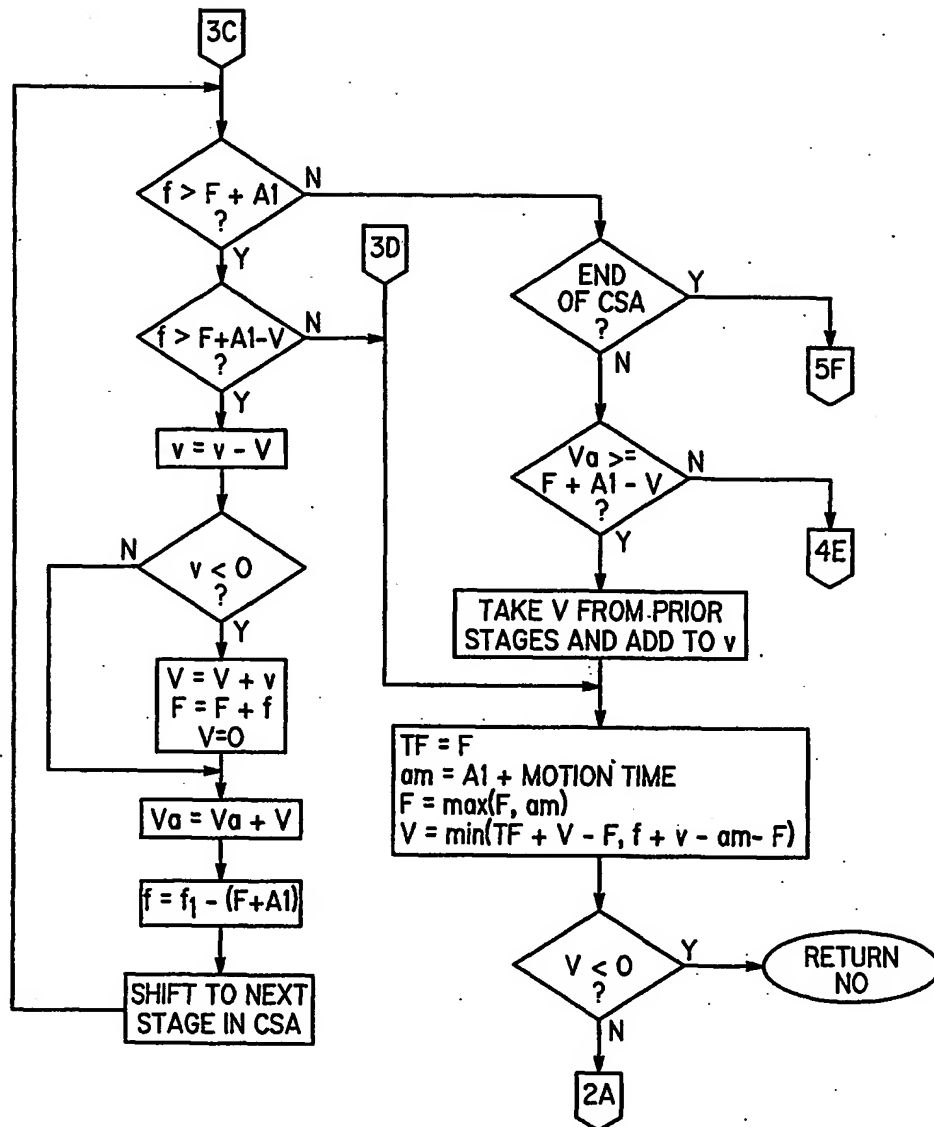 3C
f > F + A1
?
N
Y
3D
f > F+A1-V
?
N
Y
v = v - V
v < 0
?
N
Y
V = V + v
F = F + f
V=0
Va = Va + V
f = f₁ - (F+A1)
SHIFT TO NEXT
STAGE IN CSA
END
OF CSA
?
Y
N
5F
Va >=
F + A1 - V
?
N
Y
4E
TAKE V FROM PRIOR
STAGES AND ADD TO v
TF = F
am = A1 + MOTION TIME
F = max(F, am)
V = min(TF + V - F, f + v - am- F)
V < 0
?
Y
N
RETURN
NO
2A